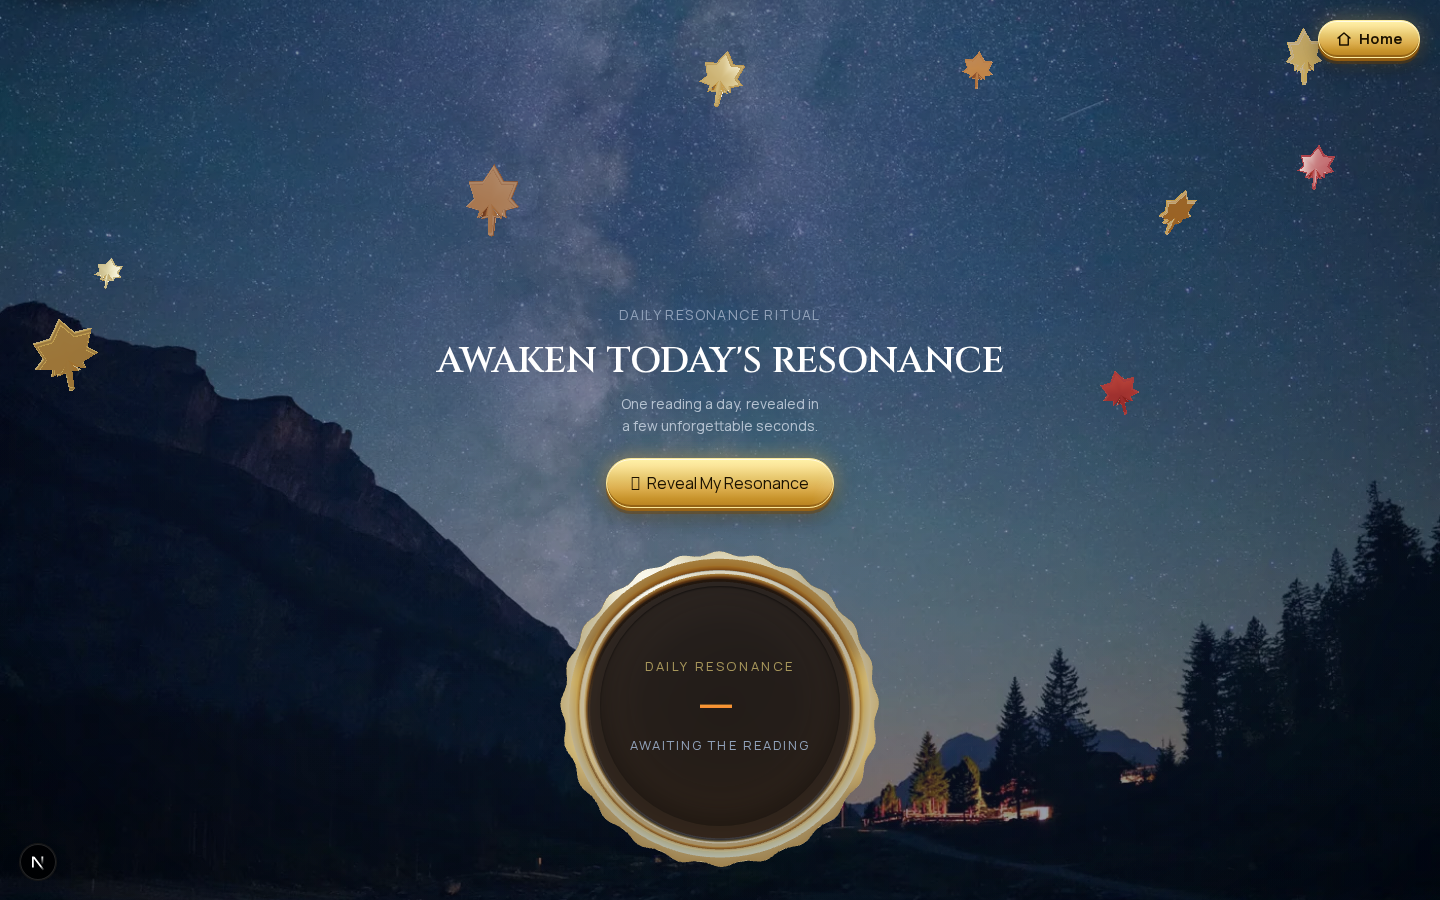 Home
DAILY RESONANCE RITUAL
AWAKEN TODAY'S RESONANCE
One reading a day, revealed in
a few unforgettable seconds.
Reveal My Resonance
DAILY RESONANCE
—
AWAITING THE READING
N